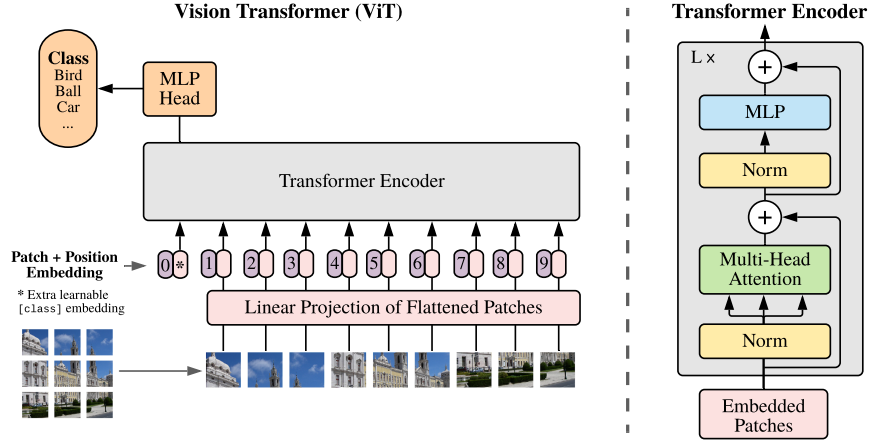 Vision Transformer (ViT)
Class
Bird
Ball
Car
...
MLP
Head
Transformer Encoder
Patch + Position
Embedding
* Extra learnable
[class] embedding
0 * 1 2 3 4 5 6 7 8 9
Linear Projection of Flattened Patches
Transformer Encoder
L x
+
MLP
Norm
+
Multi-Head
Attention
Norm
Embedded
Patches